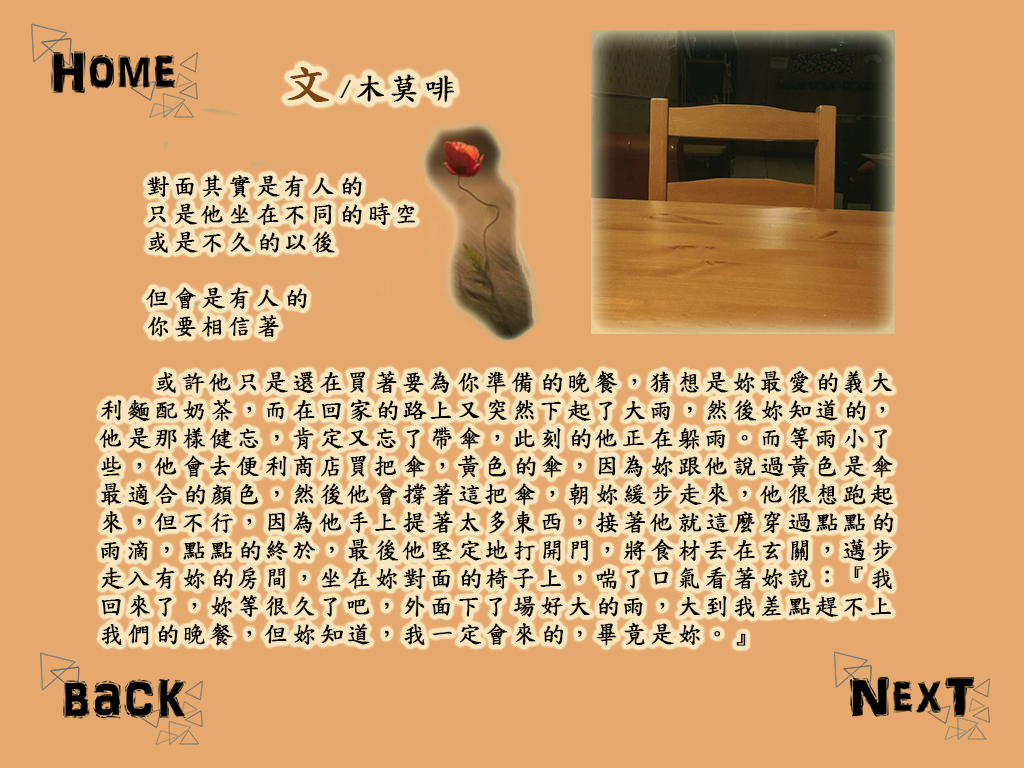 HOME
文/木莫啡
對面其實是有人的
只是他坐在不同的時空
或是不久的以後
但會是有人的
你要相信著
或許他只是還在買著要為你準備的晚餐，猜想是妳最愛的義大
利麵配奶茶，而在回家的路上又突然下起了大雨，然後妳知道的，
他是那樣健忘，肯定又忘了帶傘，此刻的他正在躲雨。而等雨小了
些，他會去便利商店買把傘，黃色的傘，因為妳跟他說過黃色是傘
最適合的顏色，然後他會撐著這把傘，朝妳緩步走來，他很想跑起
來，但不行，因為他手上提著太多東西，接著他就這麼穿過點點的
雨滴，點點的終於，最後他堅定地打開門，將食材丟在玄關，邁步
走入有妳的房間，坐在妳對面的椅子上，喘了口氣看著妳說：『我
回來了，妳等很久了吧，外面下了場好大的雨，大到我差點趕不上
我們的晚餐，但妳知道，我一定會來的，畢竟是妳。』
BaCK
NEXT